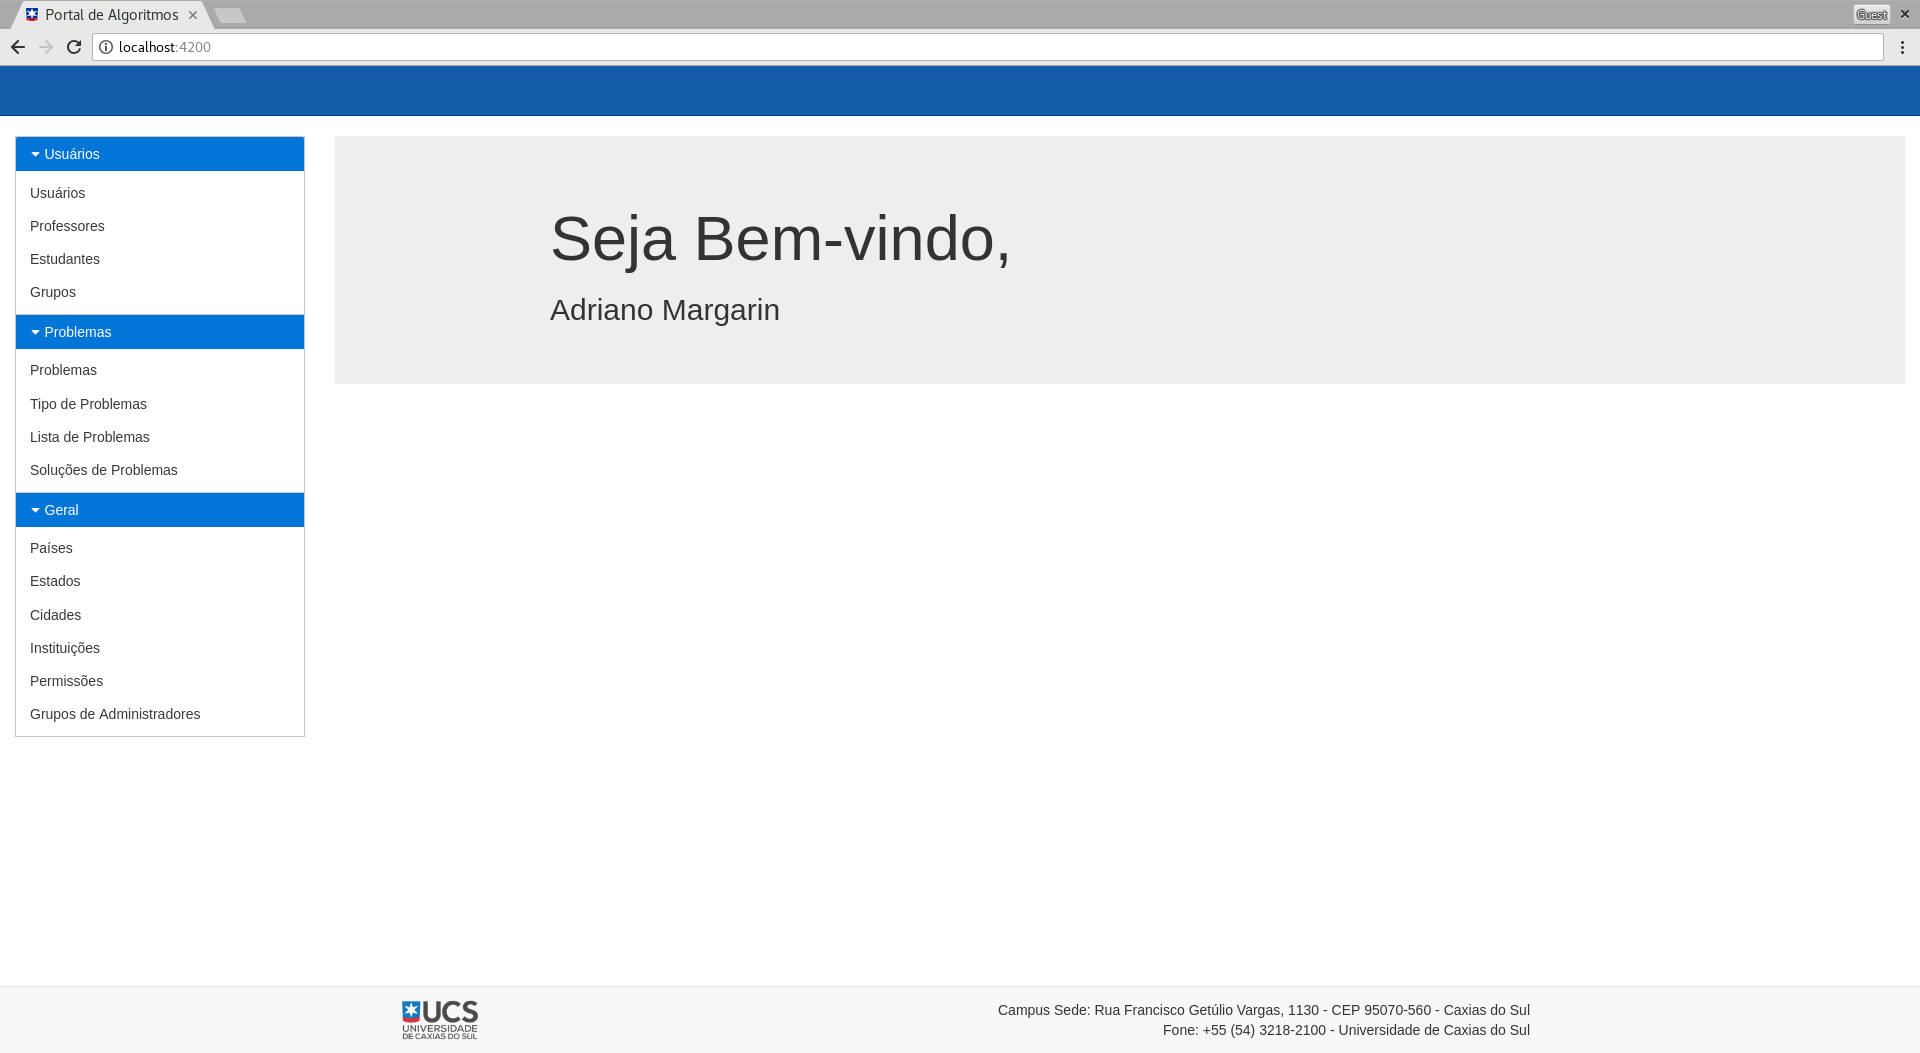 Portal de Algoritmos
Guest
localhost:4200
Usuários
Usuários
Professores
Estudantes
Grupos
Problemas
Problemas
Tipo de Problemas
Lista de Problemas
Soluções de Problemas
Geral
Países
Estados
Cidades
Instituições
Permissões
Grupos de Administradores
Seja Bem-vindo,
Adriano Margarin
UCS
UNIVERSIDADE
DE CAXIAS DO SUL
Campus Sede: Rua Francisco Getúlio Vargas, 1130 - CEP 95070-560 - Caxias do Sul
Fone: +55 (54) 3218-2100 - Universidade de Caxias do Sul